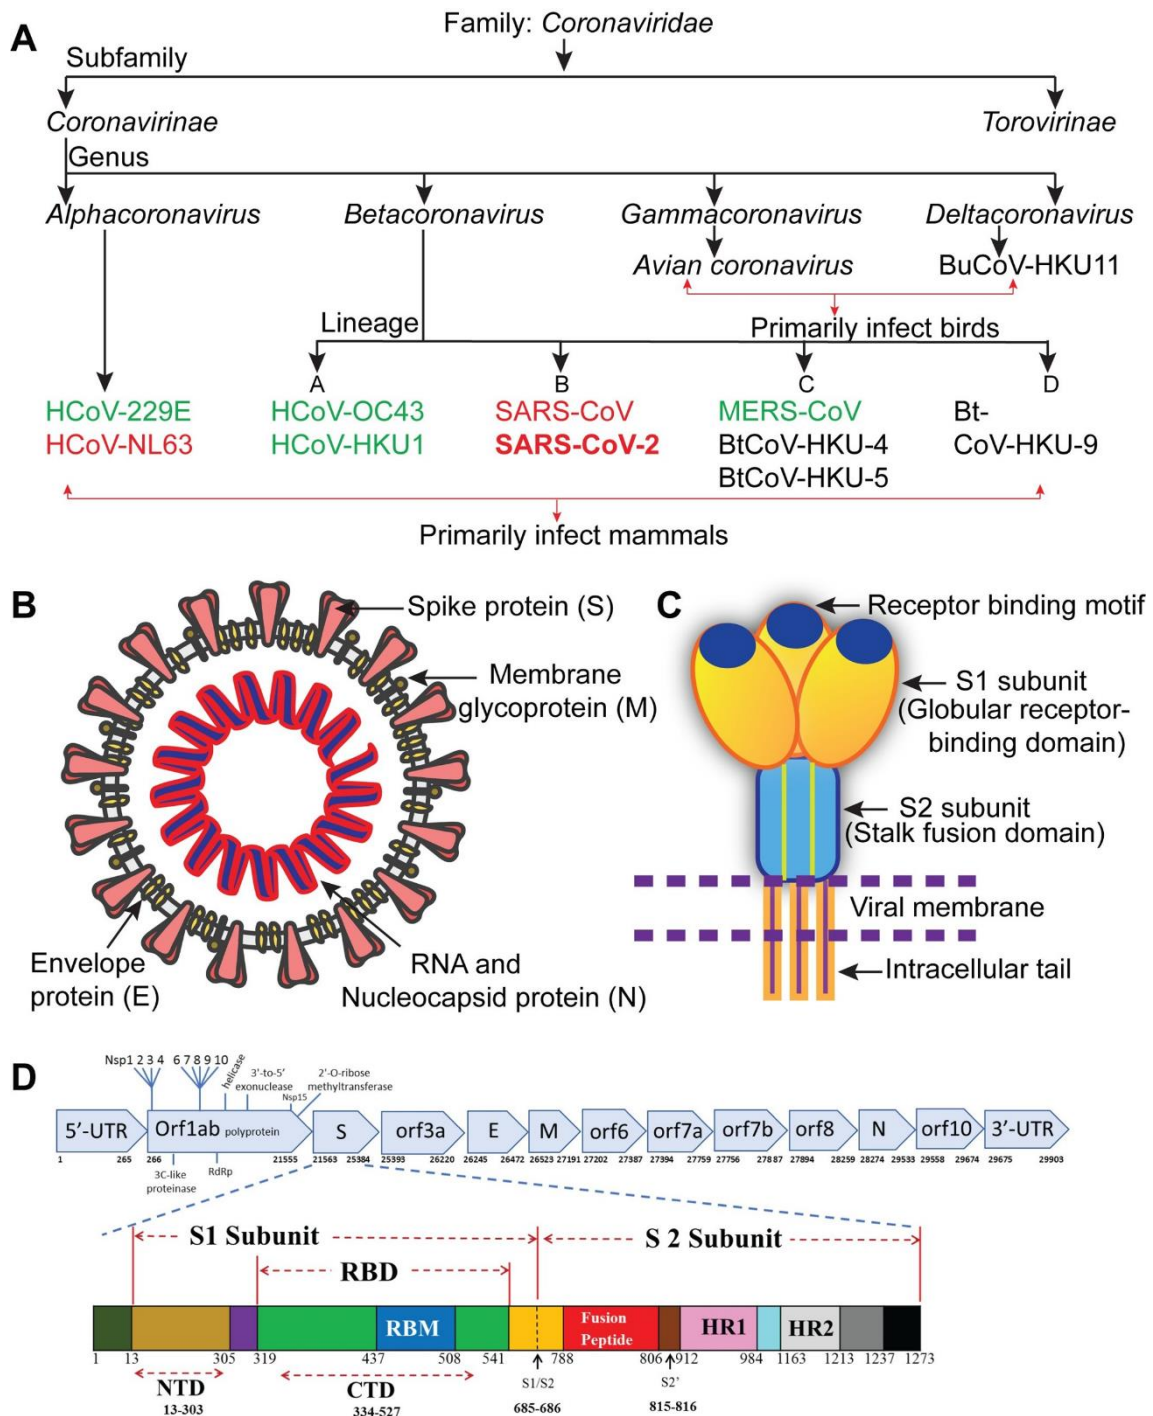 A
Family: Coronaviridae
Subfamily
Coronavirinae
Torovirinae
Genus
Alphacoronavirus
Betacoronavirus
Gammacoronavirus
Deltacoronavirus
Avian coronavirus
BuCoV-HKU11
Lineage
Primarily infect birds
A
B
C
D
HCoV-229E
HCoV-NL63
HCoV-OC43
HCoV-HKU1
SARS-CoV
SARS-CoV-2
MERS-CoV
BtCoV-HKU-4
BtCoV-HKU-5
Bt-
CoV-HKU-9
Primarily infect mammals
B
Spike protein (S)
Membrane
glycoprotein (M)
Envelope
protein (E)
RNA and
Nucleocapsid protein (N)
C
Receptor binding motif
S1 subunit
(Globular receptor-
binding domain)
S2 subunit
(Stalk fusion domain)
Viral membrane
Intracellular tail
D
Nsp1 2 3 4
6 7 8 9 10
helicase
3'-to-5'
exonuclease
Nsp15
2'-O-ribose
methyltransferase
5'-UTR
Orf1ab polyprotein
S
orf3a
E
M
orf6
orf7a
orf7b
orf8
N
orf10
3'-UTR
1 265 266 21555 21563 25384 25393 26220 26245 26472 26523 27191 27202 27387 27394 27759 27756 27887 27894 28259 28274 29533 29558 29674 29675 29903
3C-like
proteinase
RdRp
S1 Subunit
S 2 Subunit
RBD
RBM
Fusion
Peptide
HR1
HR2
1 13 305 319 437 508 541 788 806 912 984 1163 1213 1237 1273
NTD
13-303
CTD
334-527
S1/S2
685-686
S2'
815-816